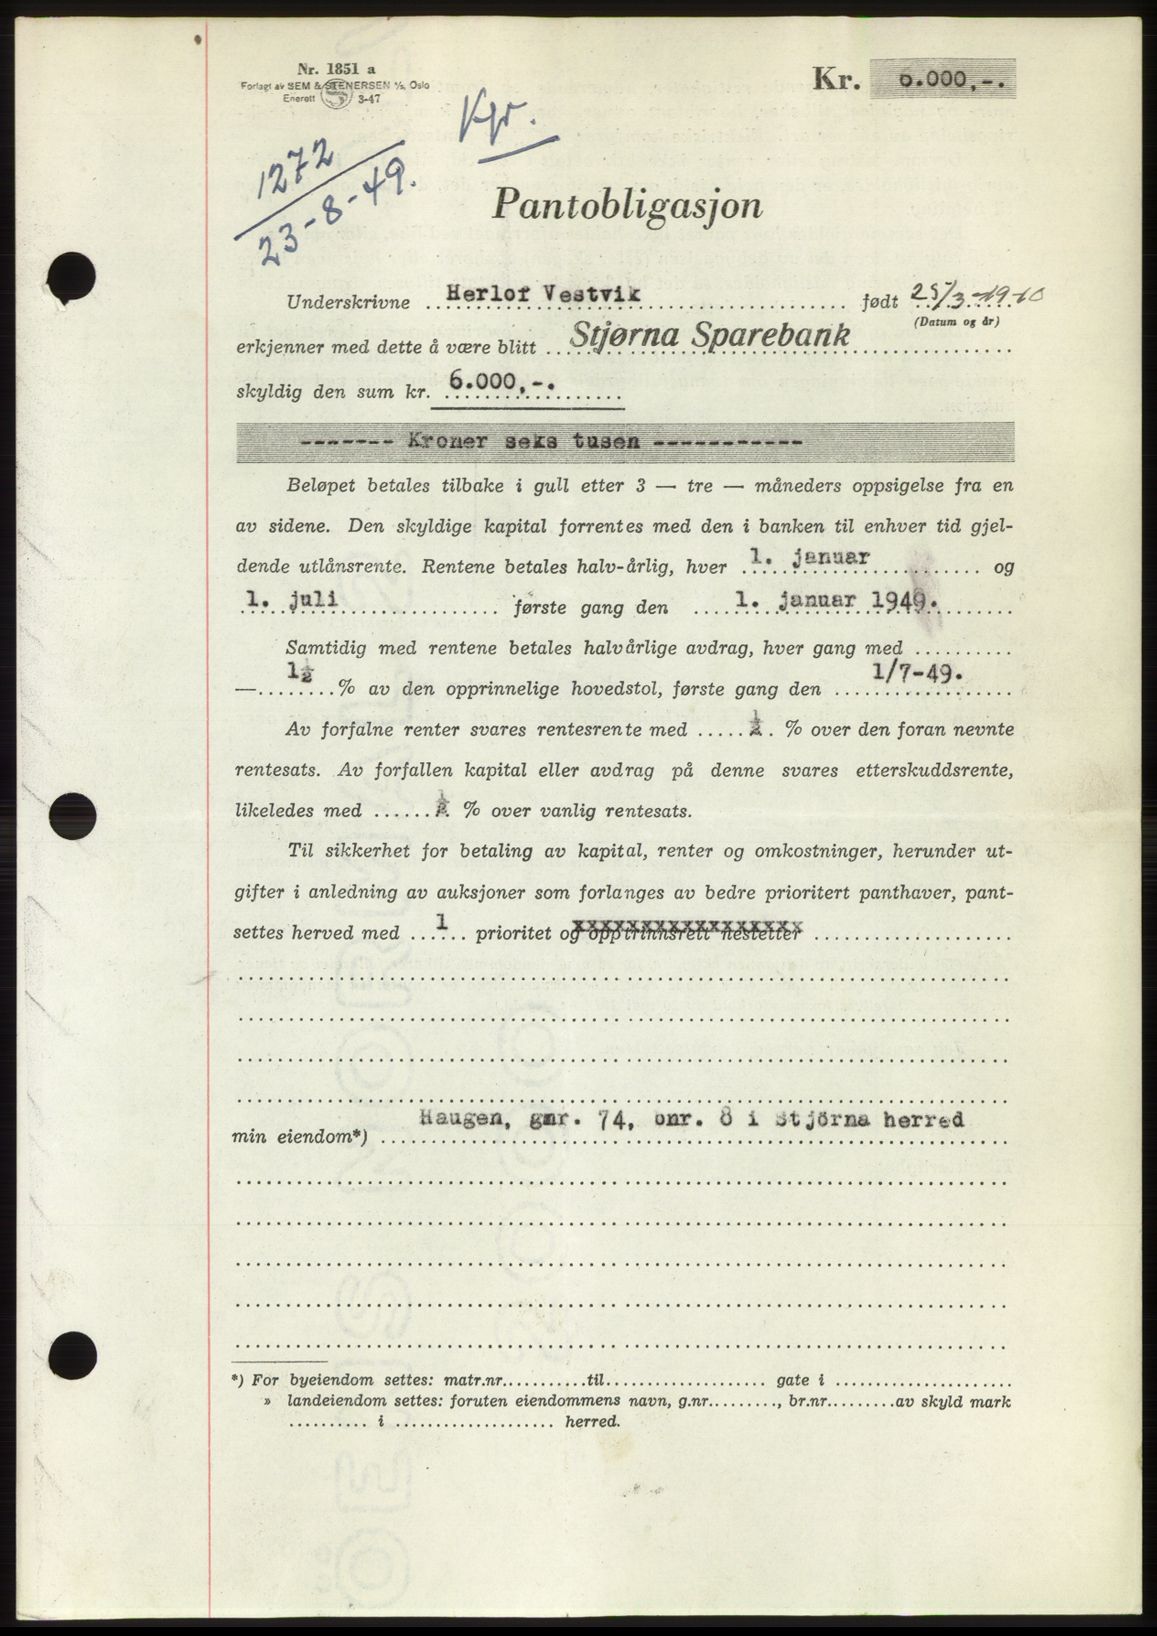 Nr. 1851 a
Forlagt av SEM & STENERSEN A/S, Oslo
Enerett 3-47
Kr. 6.000,-.
Kfr.
1272
23-8-49.
Pantobligasjon
Underskrivne Herlof Vestvik født 25/3-1910
(Datum og år)
erkjenner med dette å være blitt Stjørna Sparebank
skyldig den sum kr. 6.000,-.
------- Kroner seks tusen -----------
Beløpet betales tilbake i gull etter 3 — tre — måneders oppsigelse fra en
av sidene. Den skyldige kapital forrentes med den i banken til enhver tid gjel-
dende utlånsrente. Rentene betales halv-årlig, hver 1. januar og
1. juli første gang den 1. januar 1949.
Samtidig med rentene betales halvårlige avdrag, hver gang med ..........
— 1½ % av den opprinnelige hovedstol, første gang den 1/7-49.
Av forfalne renter svares rentesrente med ½ % over den foran nevnte
rentesats. Av forfallen kapital eller avdrag på denne svares etterskuddsrente,
likeledes med ½ % over vanlig rentesats.
Til sikkerhet for betaling av kapital, renter og omkostninger, herunder ut-
gifter i anledning av auksjoner som forlanges av bedre prioritert panthaver, pant-
settes herved med 1 prioritet og opptrinnsrett nestetter
Haugen, gnr. 74, bnr. 8 i Stjörna herred
min eiendom*)
*) For byeiendom settes: matr.nr...........til.................... gate i ......................
» landeiendom settes: foruten eiendommens navn, g.nr........., br.nr.........av skyld mark
.......... i .................... herred.